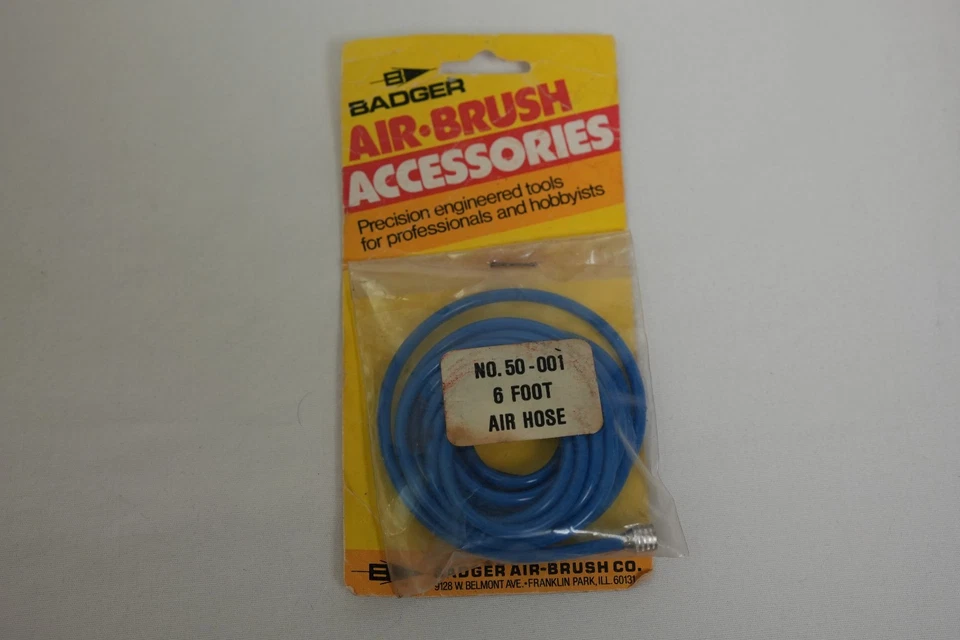 BADGER
AIR•BRUSH
ACCESSORIES
Precision engineered tools
for professionals and hobbyists
NO. 50-001
6 FOOT
AIR HOSE
BADGER AIR-BRUSH CO.
9128 W. BELMONT AVE. • FRANKLIN PARK, ILL. 60131